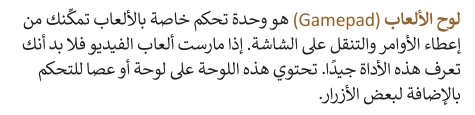 لوح الألعاب (Gamepad) هو وحدة تحكم خاصة بالألعاب تمكّنك من
إعطاء الأوامر والتنقل على الشاشة. إذا مارست ألعاب الفيديو فلا بد أنك
تعرف هذه الأداة جيدًا. تحتوي هذه اللوحة على لوحة أو عصا للتحكم
بالإضافة لبعض الأزرار.